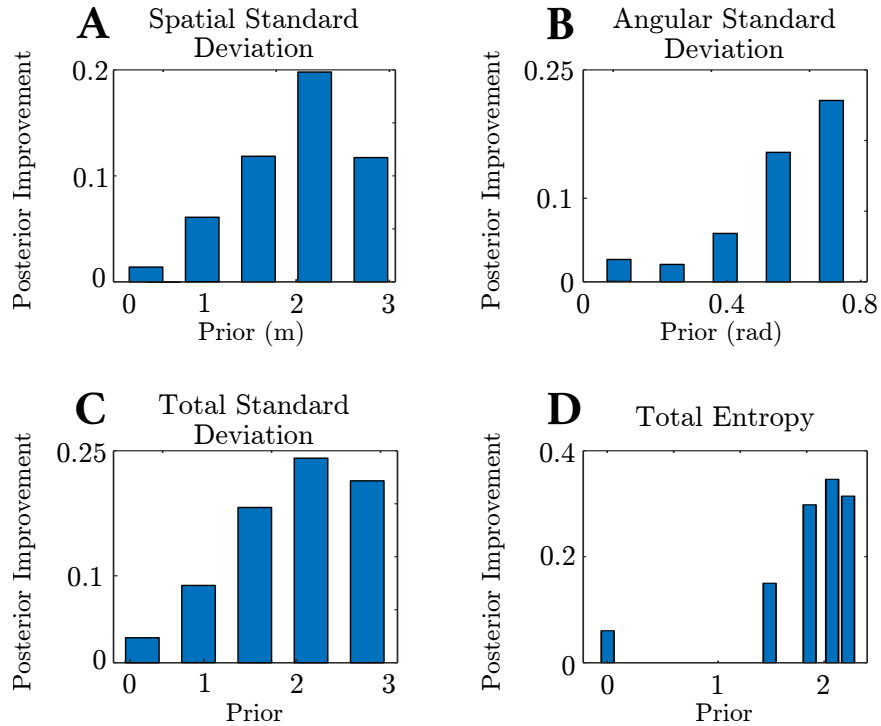 A
Spatial Standard
Deviation
Posterior Improvement
0.2
0.1
0
0
1
2
3
Prior (m)
B
Angular Standard
Deviation
Posterior Improvement
0.25
0.1
0
0
0.4
0.8
Prior (rad)
C
Total Standard
Deviation
Posterior Improvement
0.25
0.1
0
0
1
2
3
Prior
D
Total Entropy
Posterior Improvement
0.4
0.2
0
0
1
2
Prior